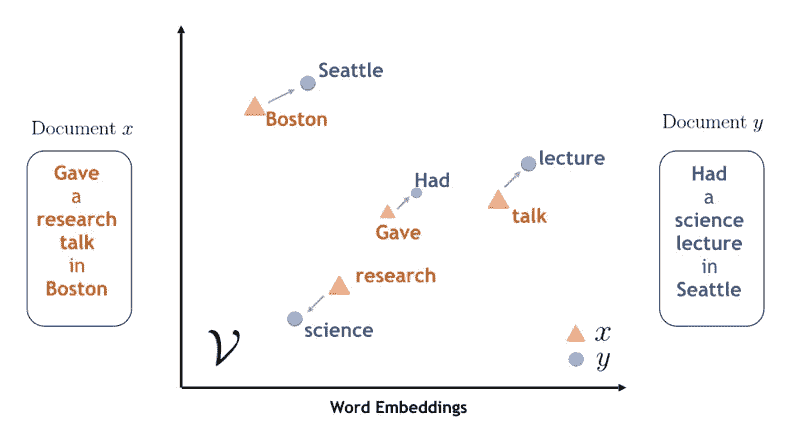 Document x
Gave
a
research
talk
in
Boston
Seattle
Boston
Had
Gave
lecture
talk
research
science
𝒱
x
y
Word Embeddings
Document y
Had
a
science
lecture
in
Seattle